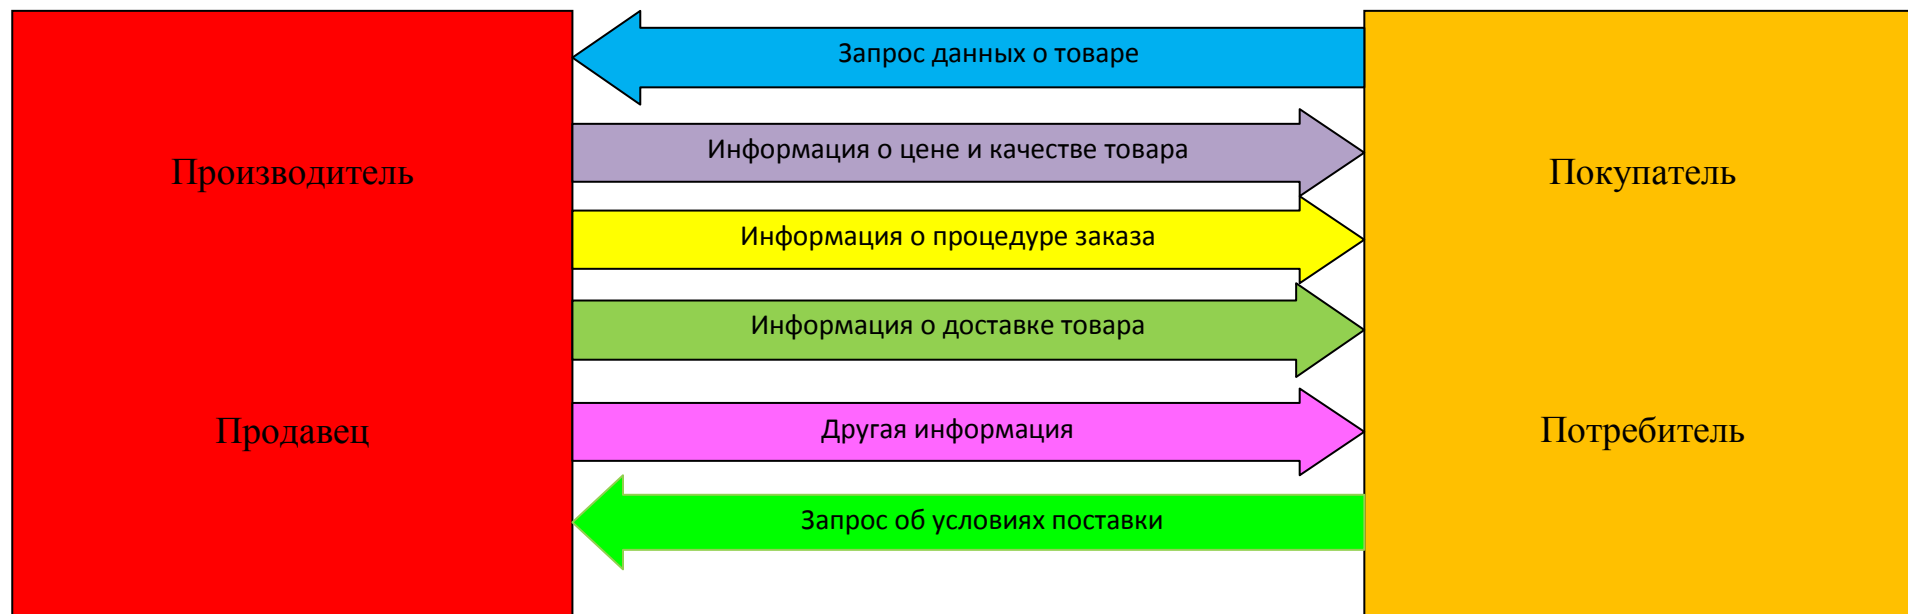 Запрос данных о товаре
Информация о цене и качестве товара
Производитель
Покупатель
Информация о процедуре заказа
Информация о доставке товара
Продавец
Другая информация
Потребитель
Запрос об условиях поставки